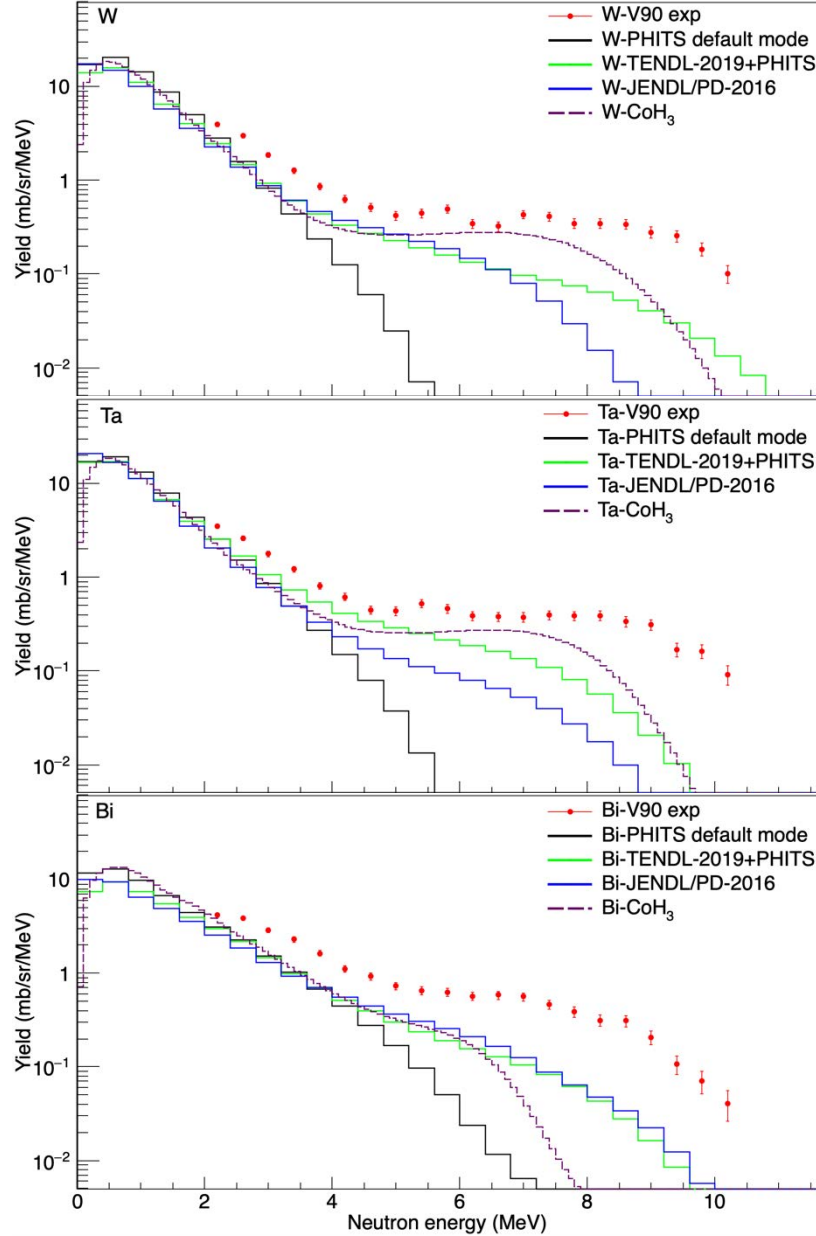 W
W-V90 exp
W-PHITS default mode
W-TENDL-2019+PHITS
W-JENDL/PD-2016
W-CoH₃
10
1
10⁻¹
10⁻²
Yield (mb/sr/MeV)
Ta
Ta-V90 exp
Ta-PHITS default mode
Ta-TENDL-2019+PHITS
Ta-JENDL/PD-2016
Ta-CoH₃
10
1
10⁻¹
10⁻²
Yield (mb/sr/MeV)
Bi
Bi-V90 exp
Bi-PHITS default mode
Bi-TENDL-2019+PHITS
Bi-JENDL/PD-2016
Bi-CoH₃
10
1
10⁻¹
10⁻²
Yield (mb/sr/MeV)
0 2 4 6 8 10
Neutron energy (MeV)